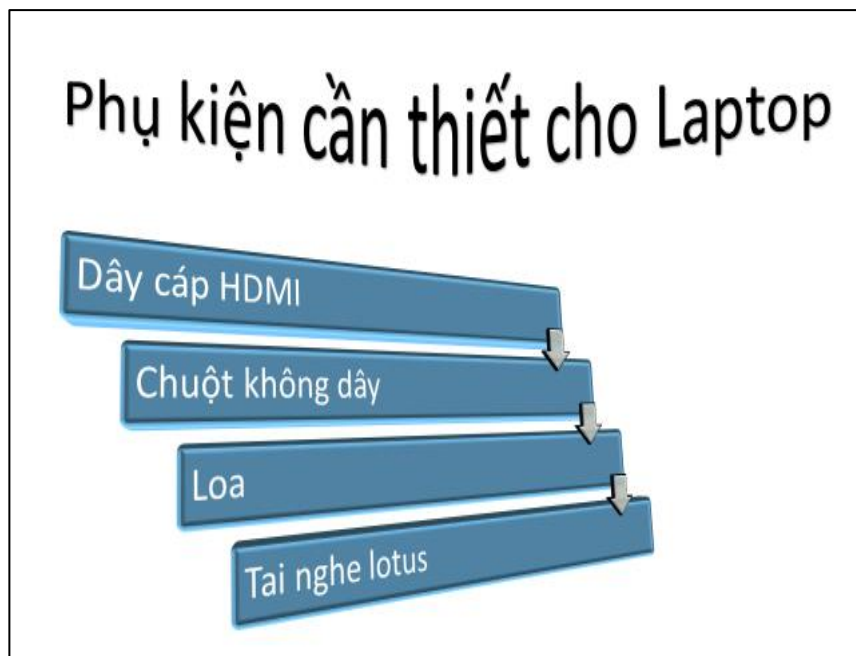 Phụ kiện cần thiết cho Laptop
Dây cáp HDMI
Chuột không dây
Loa
Tai nghe lotus